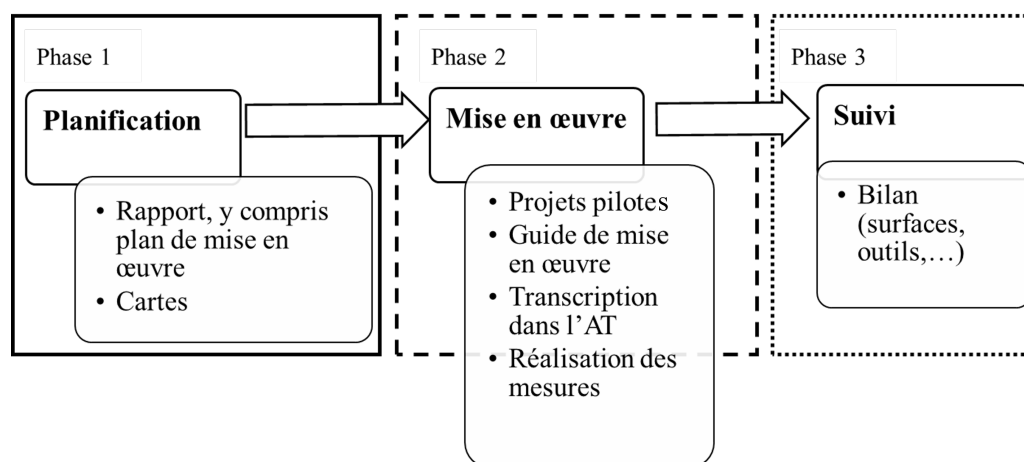 Phase 1
Planification
• Rapport, y compris
plan de mise en
œuvre
• Cartes
Phase 2
Mise en œuvre
• Projets pilotes
• Guide de mise
en œuvre
• Transcription
dans l’AT
• Réalisation des
mesures
Phase 3
Suivi
• Bilan
(surfaces,
outils,…)